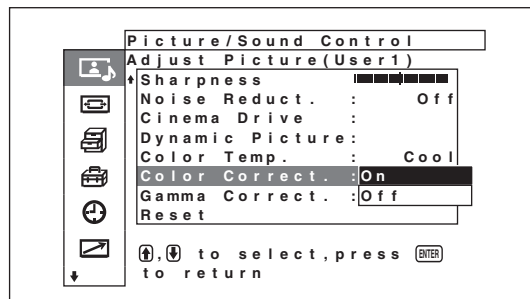 Picture/Sound Control
Adjust Picture(User1)
Sharpness
Noise Reduct. : Off
Cinema Drive :
Dynamic Picture:
Color Temp. : Cool
Color Correct. :On
Gamma Correct. :Off
Reset
, to select,press ENTER
to return